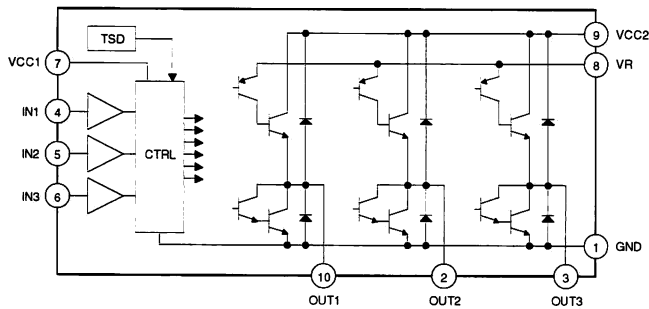 TSD
9 VCC2
VCC1 7
8 VR
IN1 4
IN2 5
CTRL
IN3 6
1 GND
10
2
3
OUT1
OUT2
OUT3